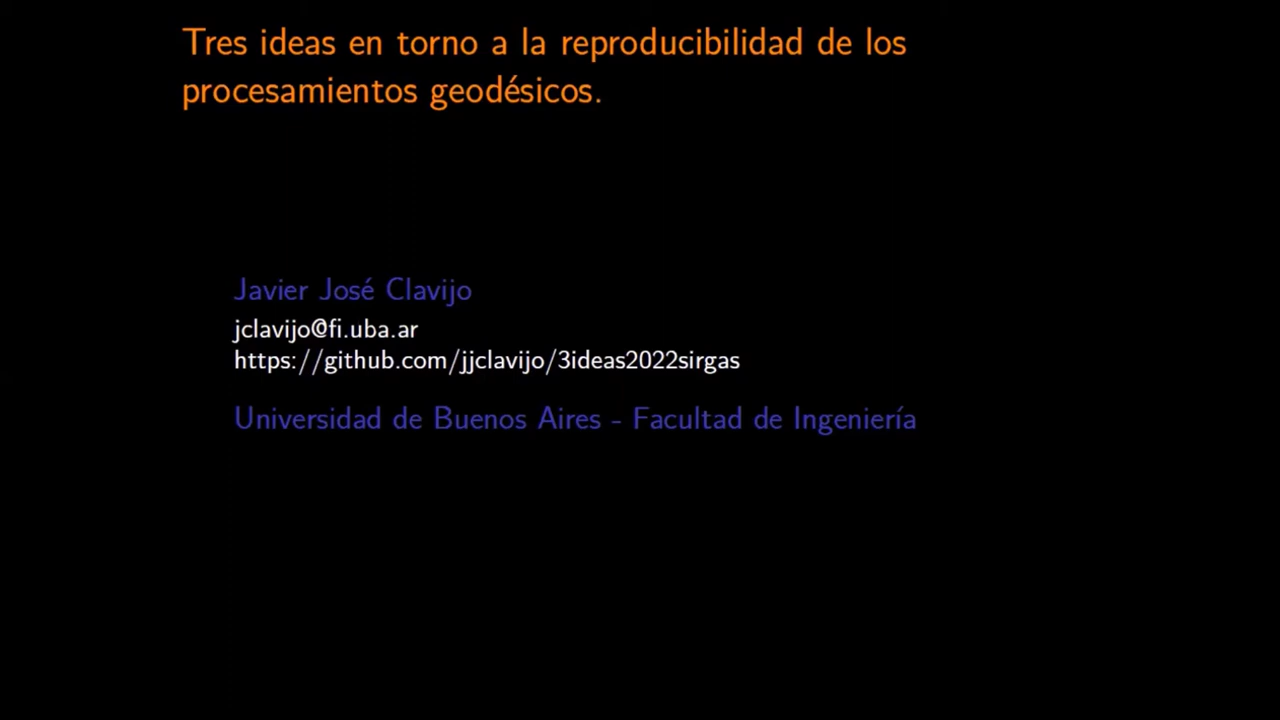 Tres ideas en torno a la reproducibilidad de los
procesamientos geodésicos.
Javier José Clavijo
jclavijo@fi.uba.ar
https://github.com/jjclavijo/3ideas2022sirgas
Universidad de Buenos Aires - Facultad de Ingeniería